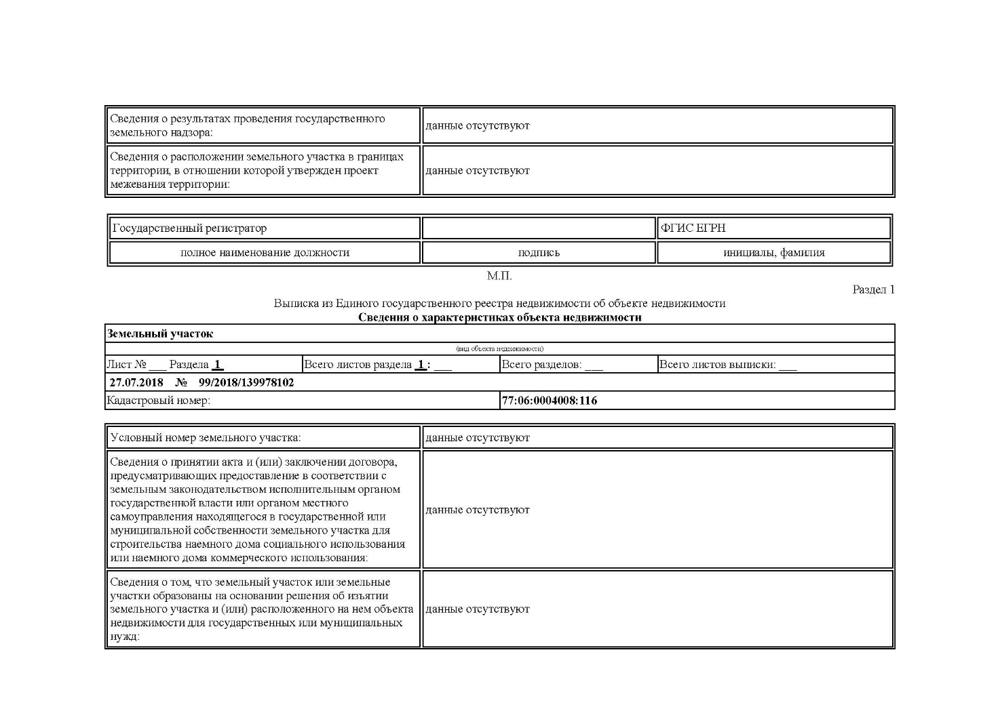 Сведения о результатах проведения государственного
земельного надзора:
данные отсутствуют
Сведения о расположении земельного участка в границах
территории, в отношении которой утвержден проект
межевания территории:
данные отсутствуют
Государственный регистратор ФГИС ЕГРН
полное наименование должности подпись инициалы, фамилия
М.П.
Раздел 1
Выписка из Единого государственного реестра недвижимости об объекте недвижимости
Сведения о характеристиках объекта недвижимости
Земельный участок
(вид объекта недвижимости)
Лист № ___ Раздела 1 Всего листов раздела 1 : ___ Всего разделов: ___ Всего листов выписки: ___
27.07.2018 № 99/2018/139978102
Кадастровый номер: 77:06:0004008:116
Условный номер земельного участка: данные отсутствуют
Сведения о принятии акта и (или) заключении договора,
предусматривающих предоставление в соответствии с
земельным законодательством исполнительным органом
государственной власти или органом местного
самоуправления находящегося в государственной или
муниципальной собственности земельного участка для
строительства наемного дома социального использования
или наемного дома коммерческого использования:
данные отсутствуют
Сведения о том, что земельный участок или земельные
участки образованы на основании решения об изъятии
земельного участка и (или) расположенного на нем объекта
недвижимости для государственных или муниципальных
нужд:
данные отсутствуют